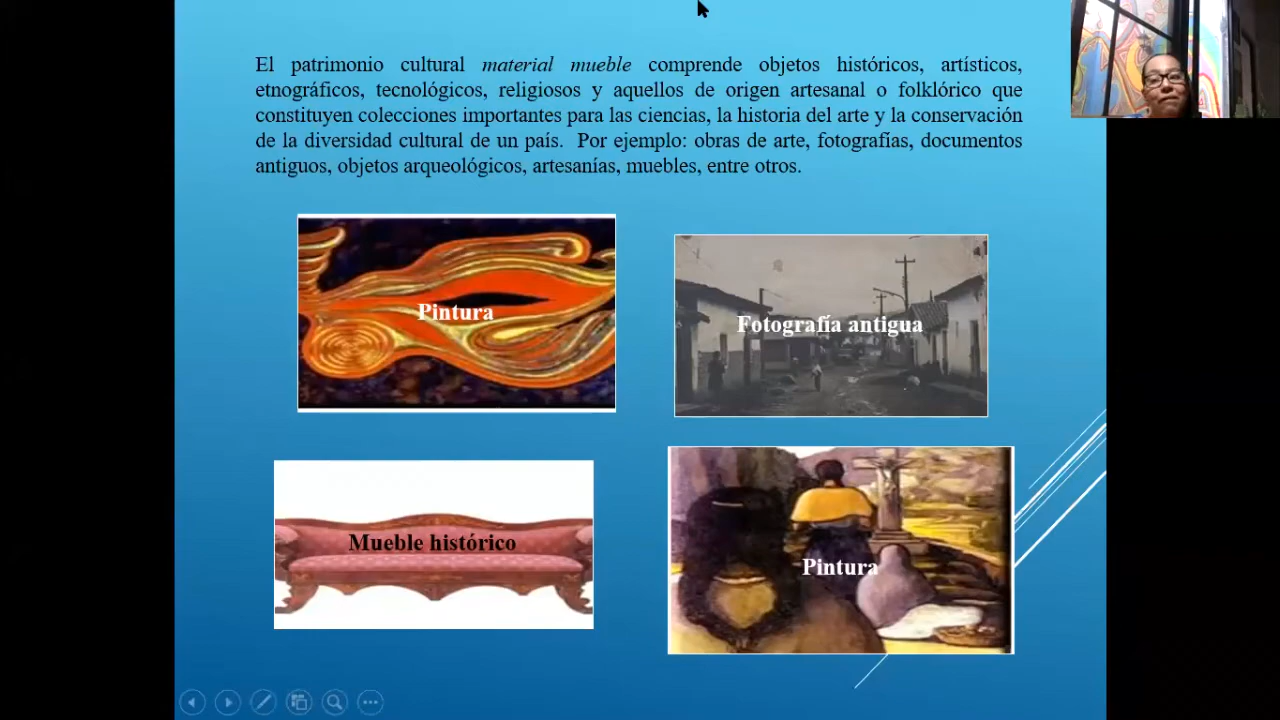 El patrimonio cultural material mueble comprende objetos históricos, artísticos,
etnográficos, tecnológicos, religiosos y aquellos de origen artesanal o folklórico que
constituyen colecciones importantes para las ciencias, la historia del arte y la conservación
de la diversidad cultural de un país. Por ejemplo: obras de arte, fotografías, documentos
antiguos, objetos arqueológicos, artesanías, muebles, entre otros.
Pintura
Fotografía antigua
Mueble histórico
Pintura